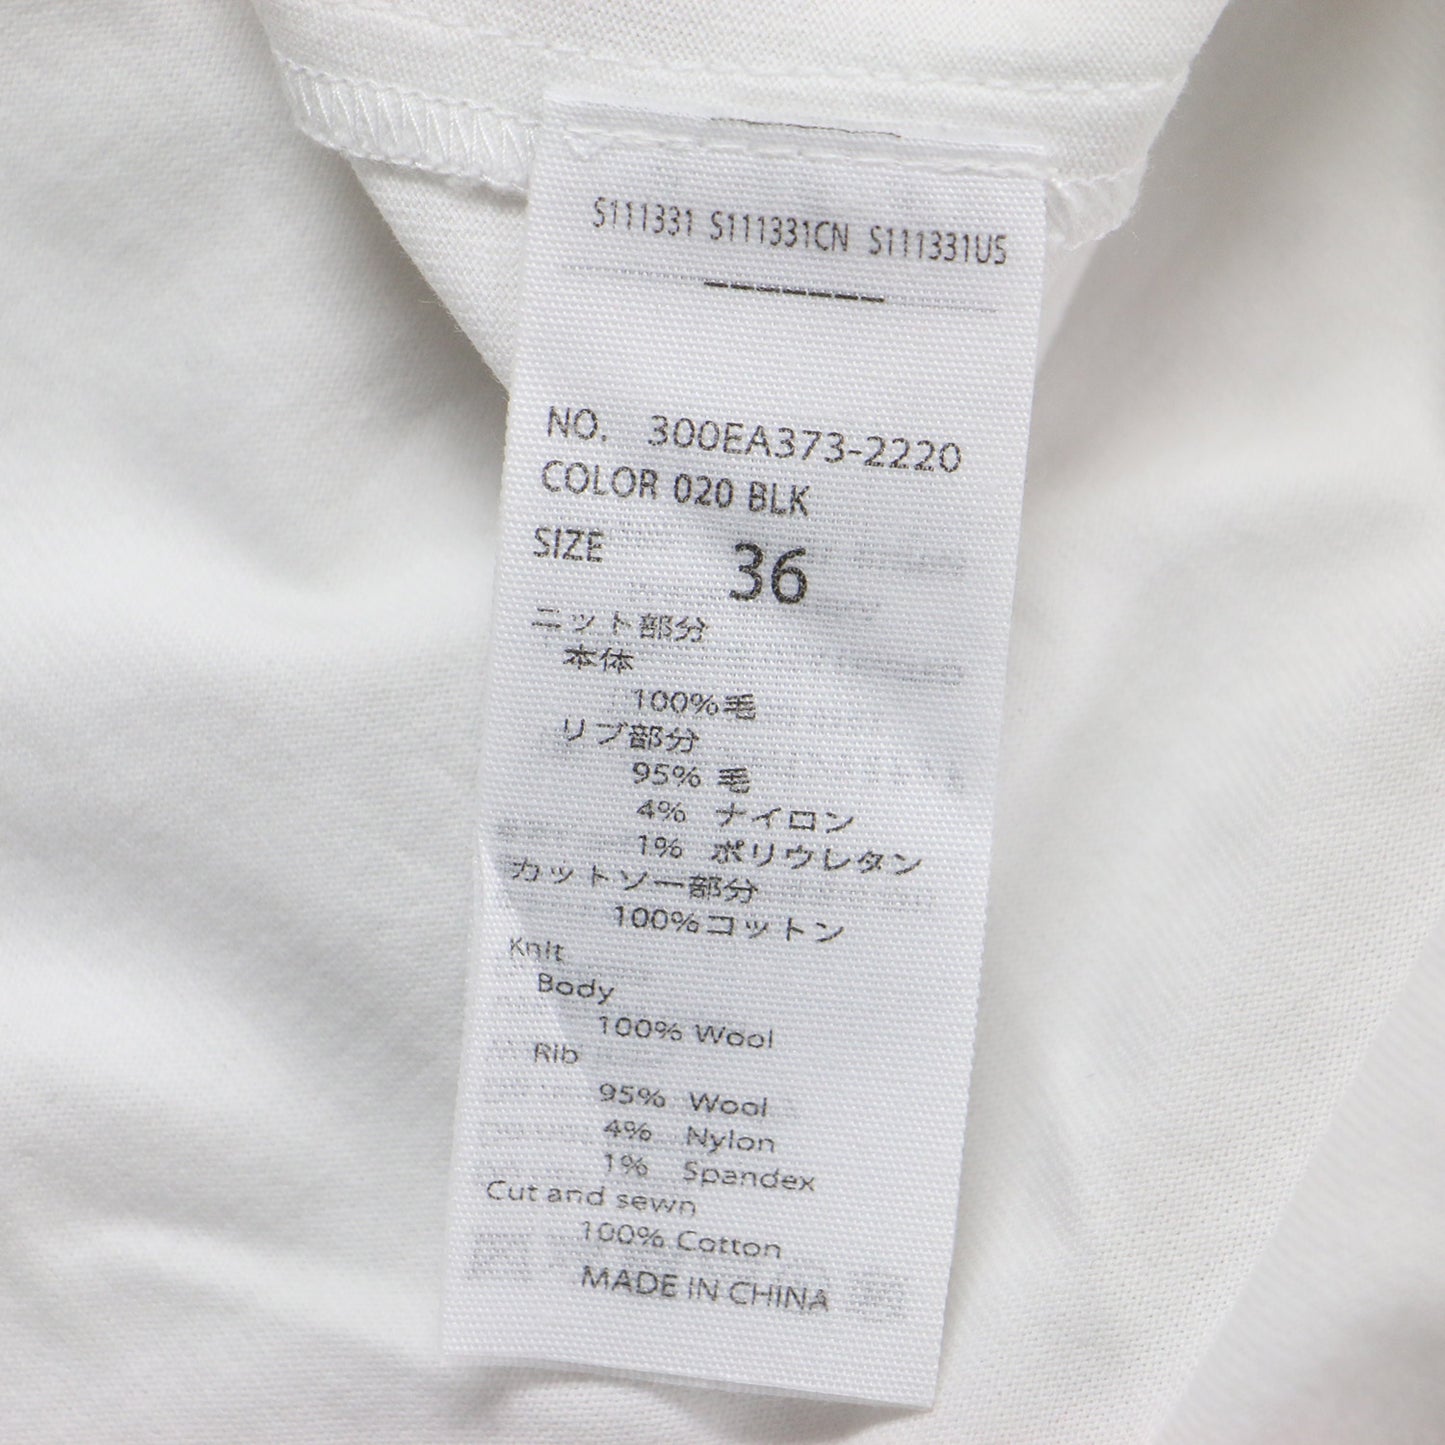 S111331 S111331CN S111331US
-------
NO. 300EA373-2220
COLOR 020 BLK
SIZE 36
ニット部分
本体
100%毛
リブ部分
95% 毛
4% ナイロン
1% ポリウレタン
カットソー部分
100%コットン
Knit
Body
100% Wool
Rib
95% Wool
4% Nylon
1% Spandex
Cut and sewn
100% Cotton
MADE IN CHINA